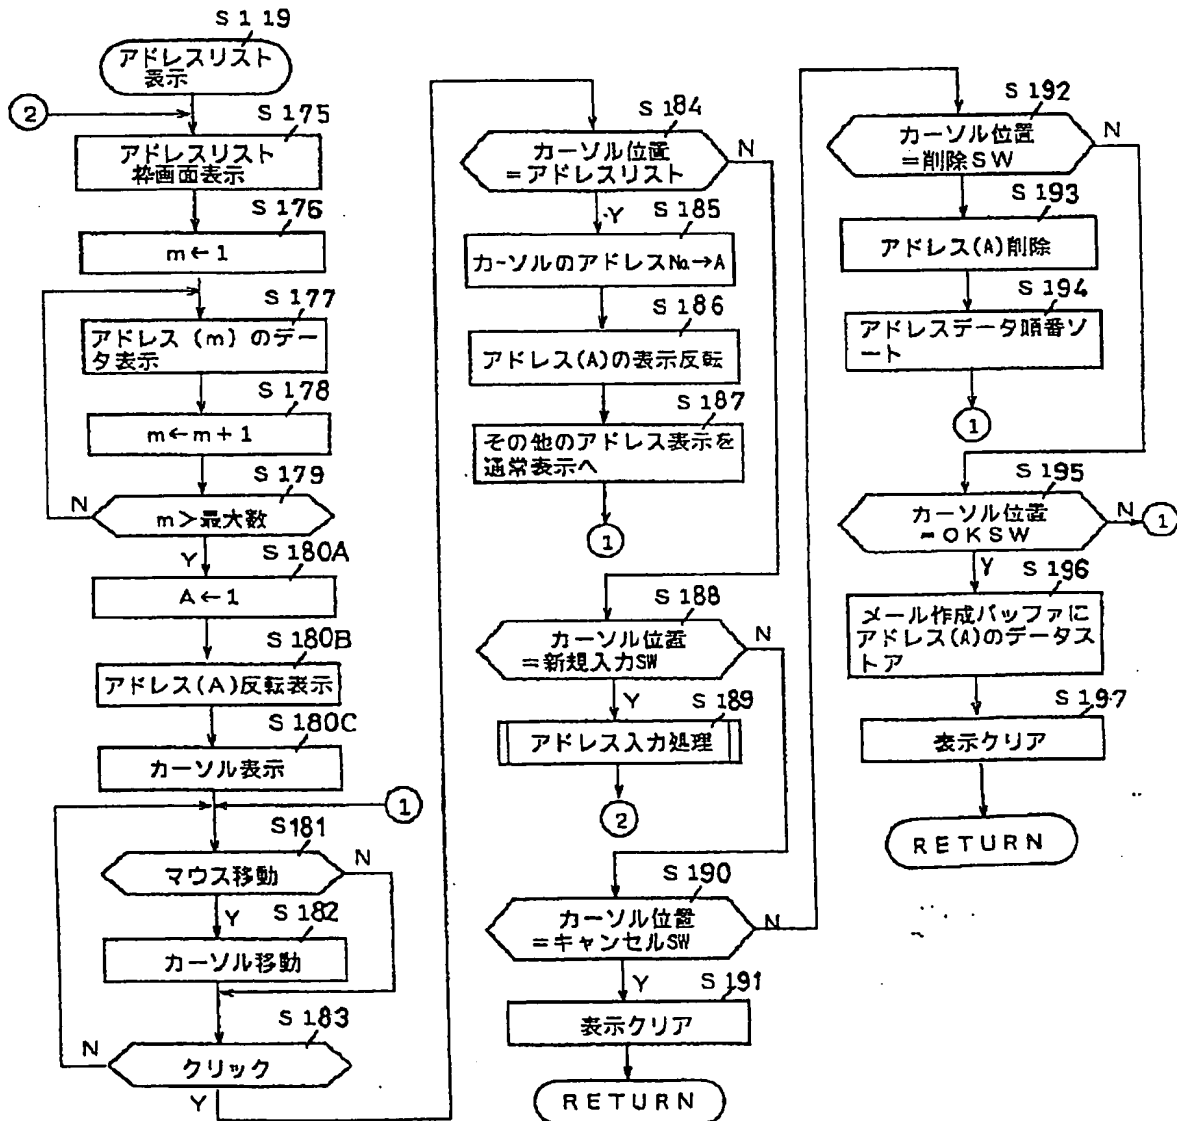 S119
アドレスリスト
表示
②
S175
アドレスリスト
枠画面表示
S176
m←1
S177
アドレス(m)のデー
タ表示
S178
m←m+1
S179
N
m>最大数
Y
S180A
A←1
S180B
アドレス(A)反転表示
S180C
カーソル表示
①
S181
マウス移動
N
Y
S182
カーソル移動
S183
N
クリック
Y
S184
カーソル位置
=アドレスリスト
N
Y
S185
カーソルのアドレスNo.→A
S186
アドレス(A)の表示反転
S187
その他のアドレス表示を
通常表示へ
①
S188
カーソル位置
=新規入力SW
N
Y
S189
アドレス入力処理
②
S190
カーソル位置
=キャンセルSW
N
Y
S191
表示クリア
RETURN
S192
カーソル位置
=削除SW
N
S193
アドレス(A)削除
S194
アドレスデータ順番ソ
ート
①
S195
カーソル位置
=OKSW
N
①
Y
S196
メール作成バッファに
アドレス(A)のデータス
トア
S197
表示クリア
RETURN